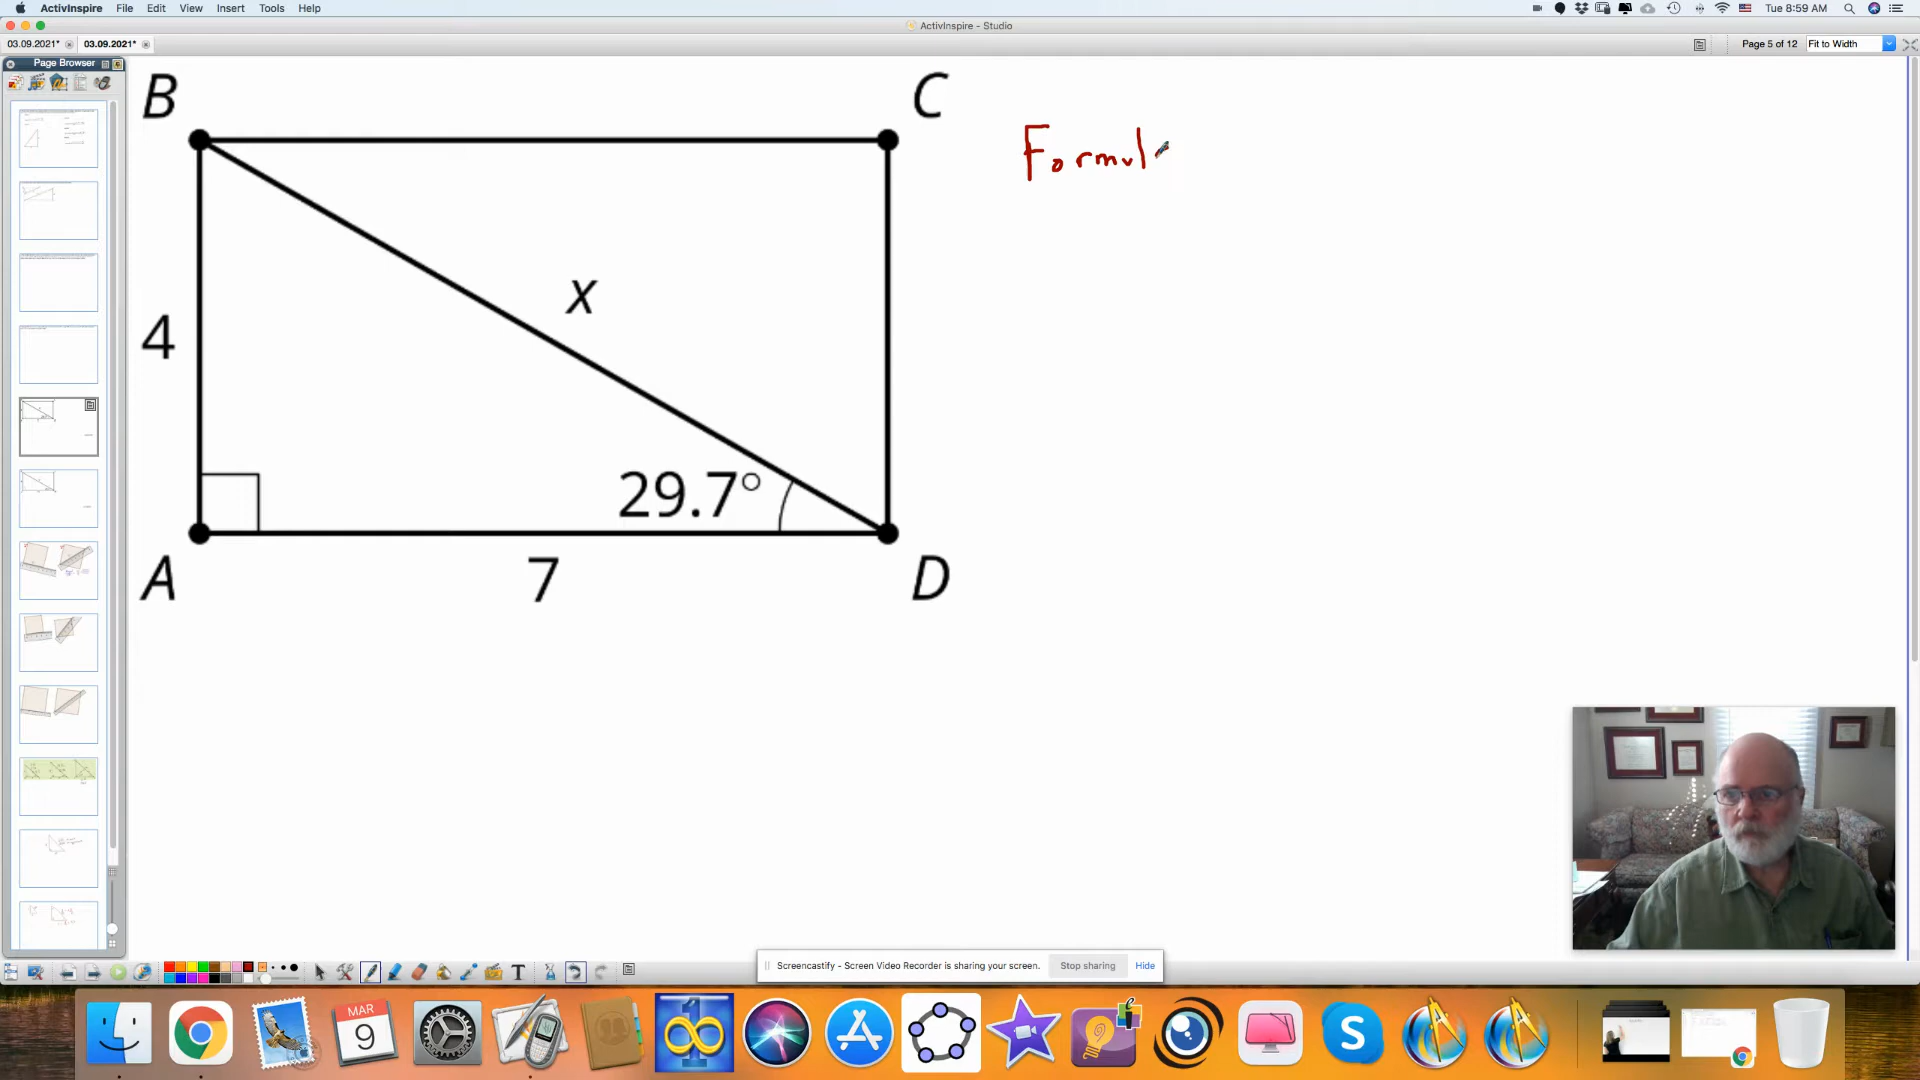 ActivInspire File Edit View Insert Tools Help
Tue 8:59 AM
ActivInspire - Studio
03.09.2021* 03.09.2021*
Page 5 of 12 Fit to Width
Page Browser
B
C
Formul
x
4
29.7°
A
7
D
Screencastify - Screen Video Recorder is sharing your screen. Stop sharing Hide
T
MAR
9
1
S